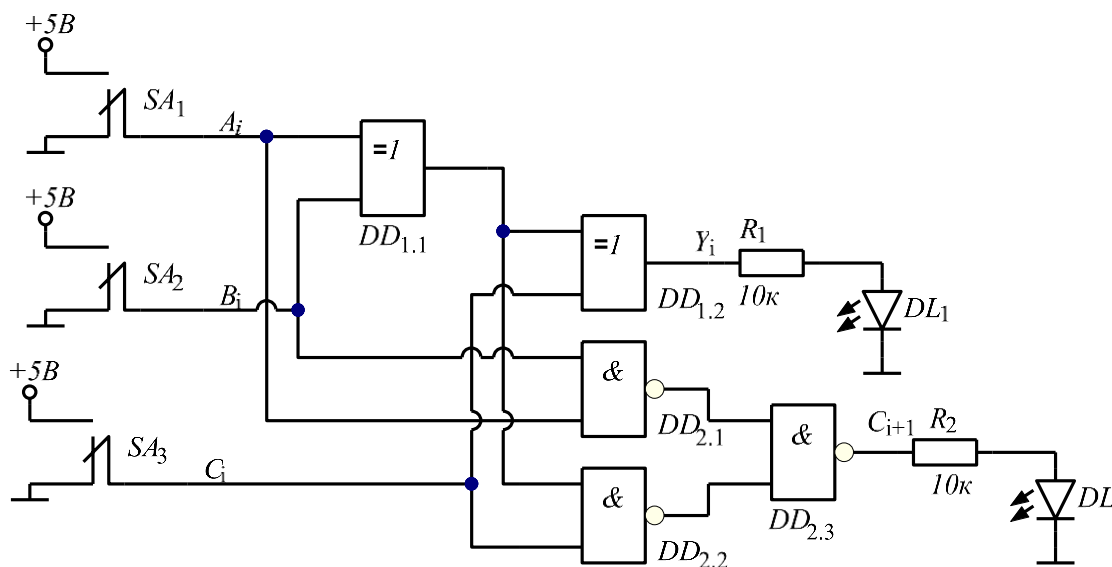 +5В
SA1
Ai
=1
DD1.1
+5В
SA2
Bi
=1
DD1.2
Yi
R1
10к
DL1
+5В
SA3
Ci
&
DD2.1
&
DD2.2
&
DD2.3
Ci+1
R2
10к
DL